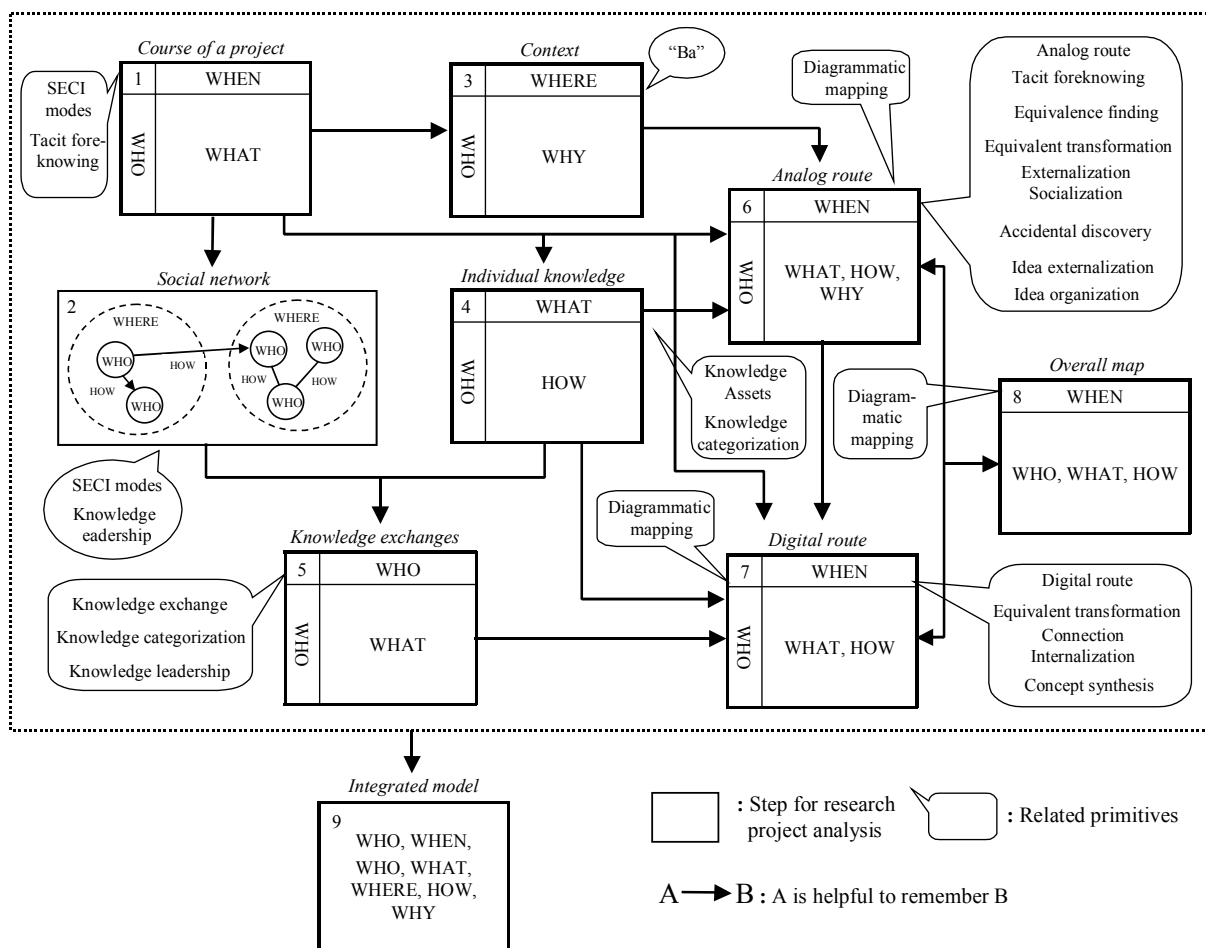 Course of a project
1
WHEN
WHO
WHAT
SECI
modes
Tacit fore-
knowing
Context
3
WHERE
WHO
WHY
“Ba”
Diagrammatic
mapping
Analog route
Tacit foreknowing
Equivalence finding
Equivalent transformation
Externalization
Socialization
Accidental discovery
Idea externalization
Idea organization
Analog route
6
WHEN
WHO
WHAT, HOW,
WHY
Social network
2
WHERE
WHO
HOW
WHO
HOW
WHERE
WHO
WHO
HOW
HOW
WHO
SECI modes
Knowledge
eadership
Individual knowledge
4
WHAT
WHO
HOW
Knowledge
Assets
Knowledge
categorization
Diagram-
matic
mapping
Overall map
8
WHEN
WHO, WHAT, HOW
Knowledge exchanges
5
WHO
WHO
WHAT
Knowledge exchange
Knowledge categorization
Knowledge leadership
Diagrammatic
mapping
Digital route
7
WHEN
WHO
WHAT, HOW
Digital route
Equivalent transformation
Connection
Internalization
Concept synthesis
Integrated model
9
WHO, WHEN,
WHO, WHAT,
WHERE, HOW,
WHY
: Step for research
project analysis
: Related primitives
A B : A is helpful to remember B